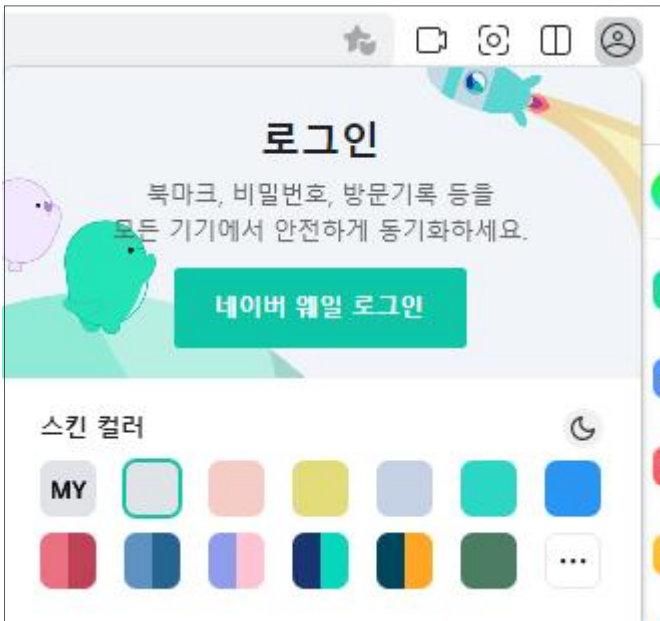 로그인
북마크, 비밀번호, 방문기록 등을
모든 기기에서 안전하게 동기화하세요.
네이버 웨일 로그인
스킨 컬러
MY